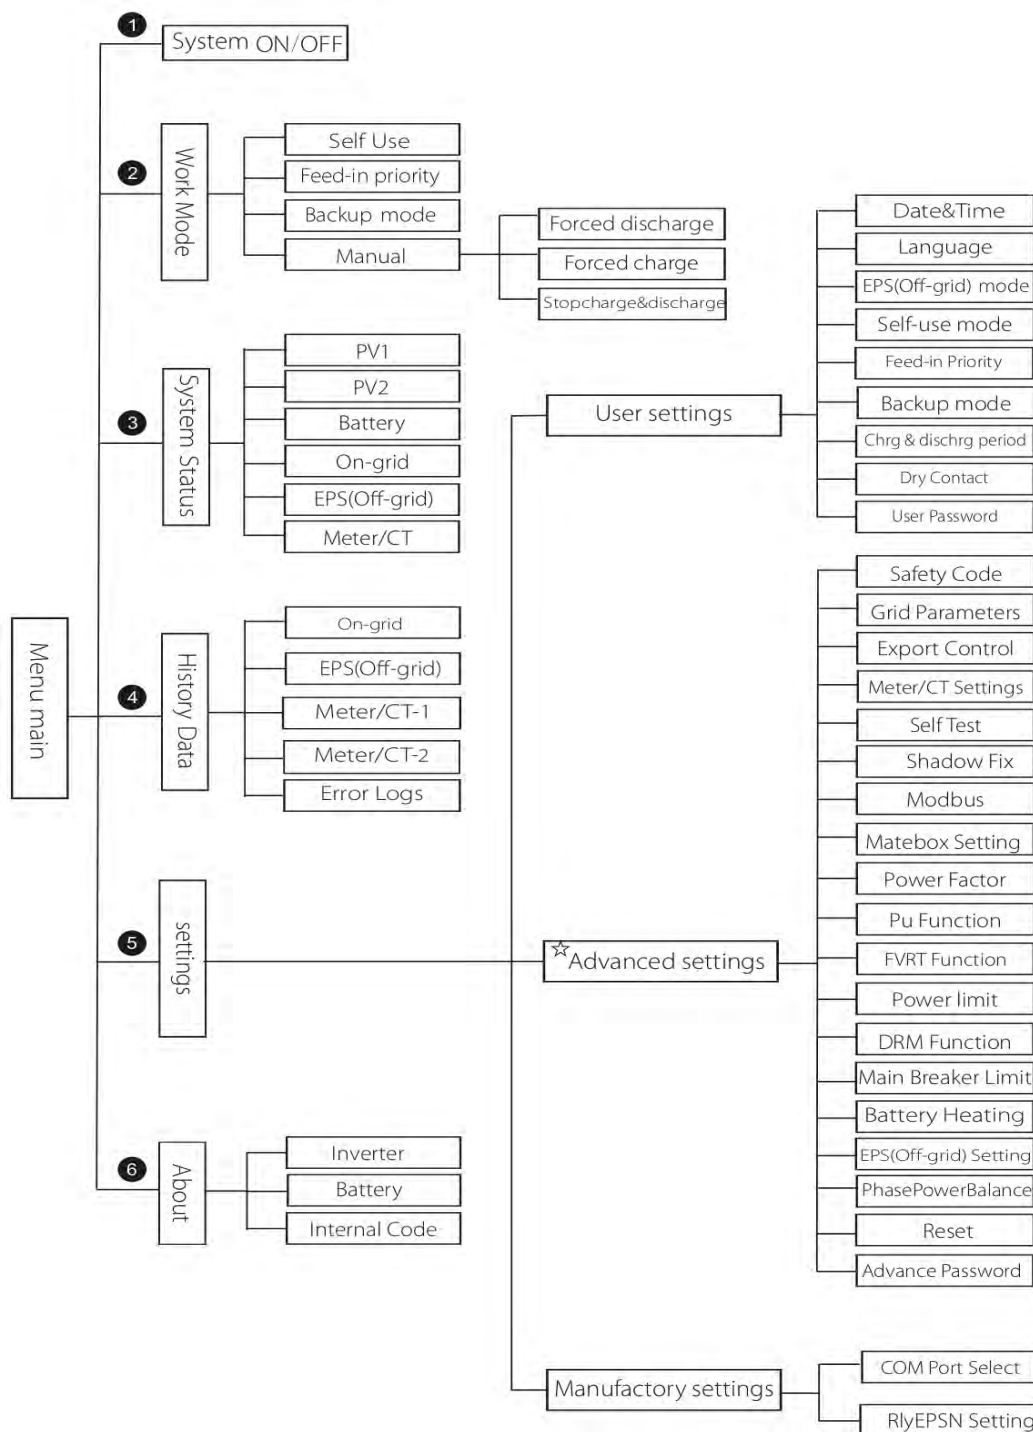 1
System ON/OFF
2
Work Mode
Self Use
Feed-in priority
Backup mode
Manual
Forced discharge
Forced charge
Stopcharge&discharge
3
System Status
PV1
PV2
Battery
On-grid
EPS(Off-grid)
Meter/CT
Menu main
4
History Data
On-grid
EPS(Off-grid)
Meter/CT-1
Meter/CT-2
Error Logs
5
settings
User settings
Date&Time
Language
EPS(Off-grid) mode
Self-use mode
Feed-in Priority
Backup mode
Chrg & dischrg period
Dry Contact
User Password
☆Advanced settings
Safety Code
Grid Parameters
Export Control
Meter/CT Settings
Self Test
Shadow Fix
Modbus
Matebox Setting
Power Factor
Pu Function
FVRT Function
Power limit
DRM Function
Main Breaker Limit
Battery Heating
EPS(Off-grid) Setting
PhasePowerBalance
Reset
Advance Password
Manufactory settings
COM Port Select
RlyEPSN Setting
6
About
Inverter
Battery
Internal Code